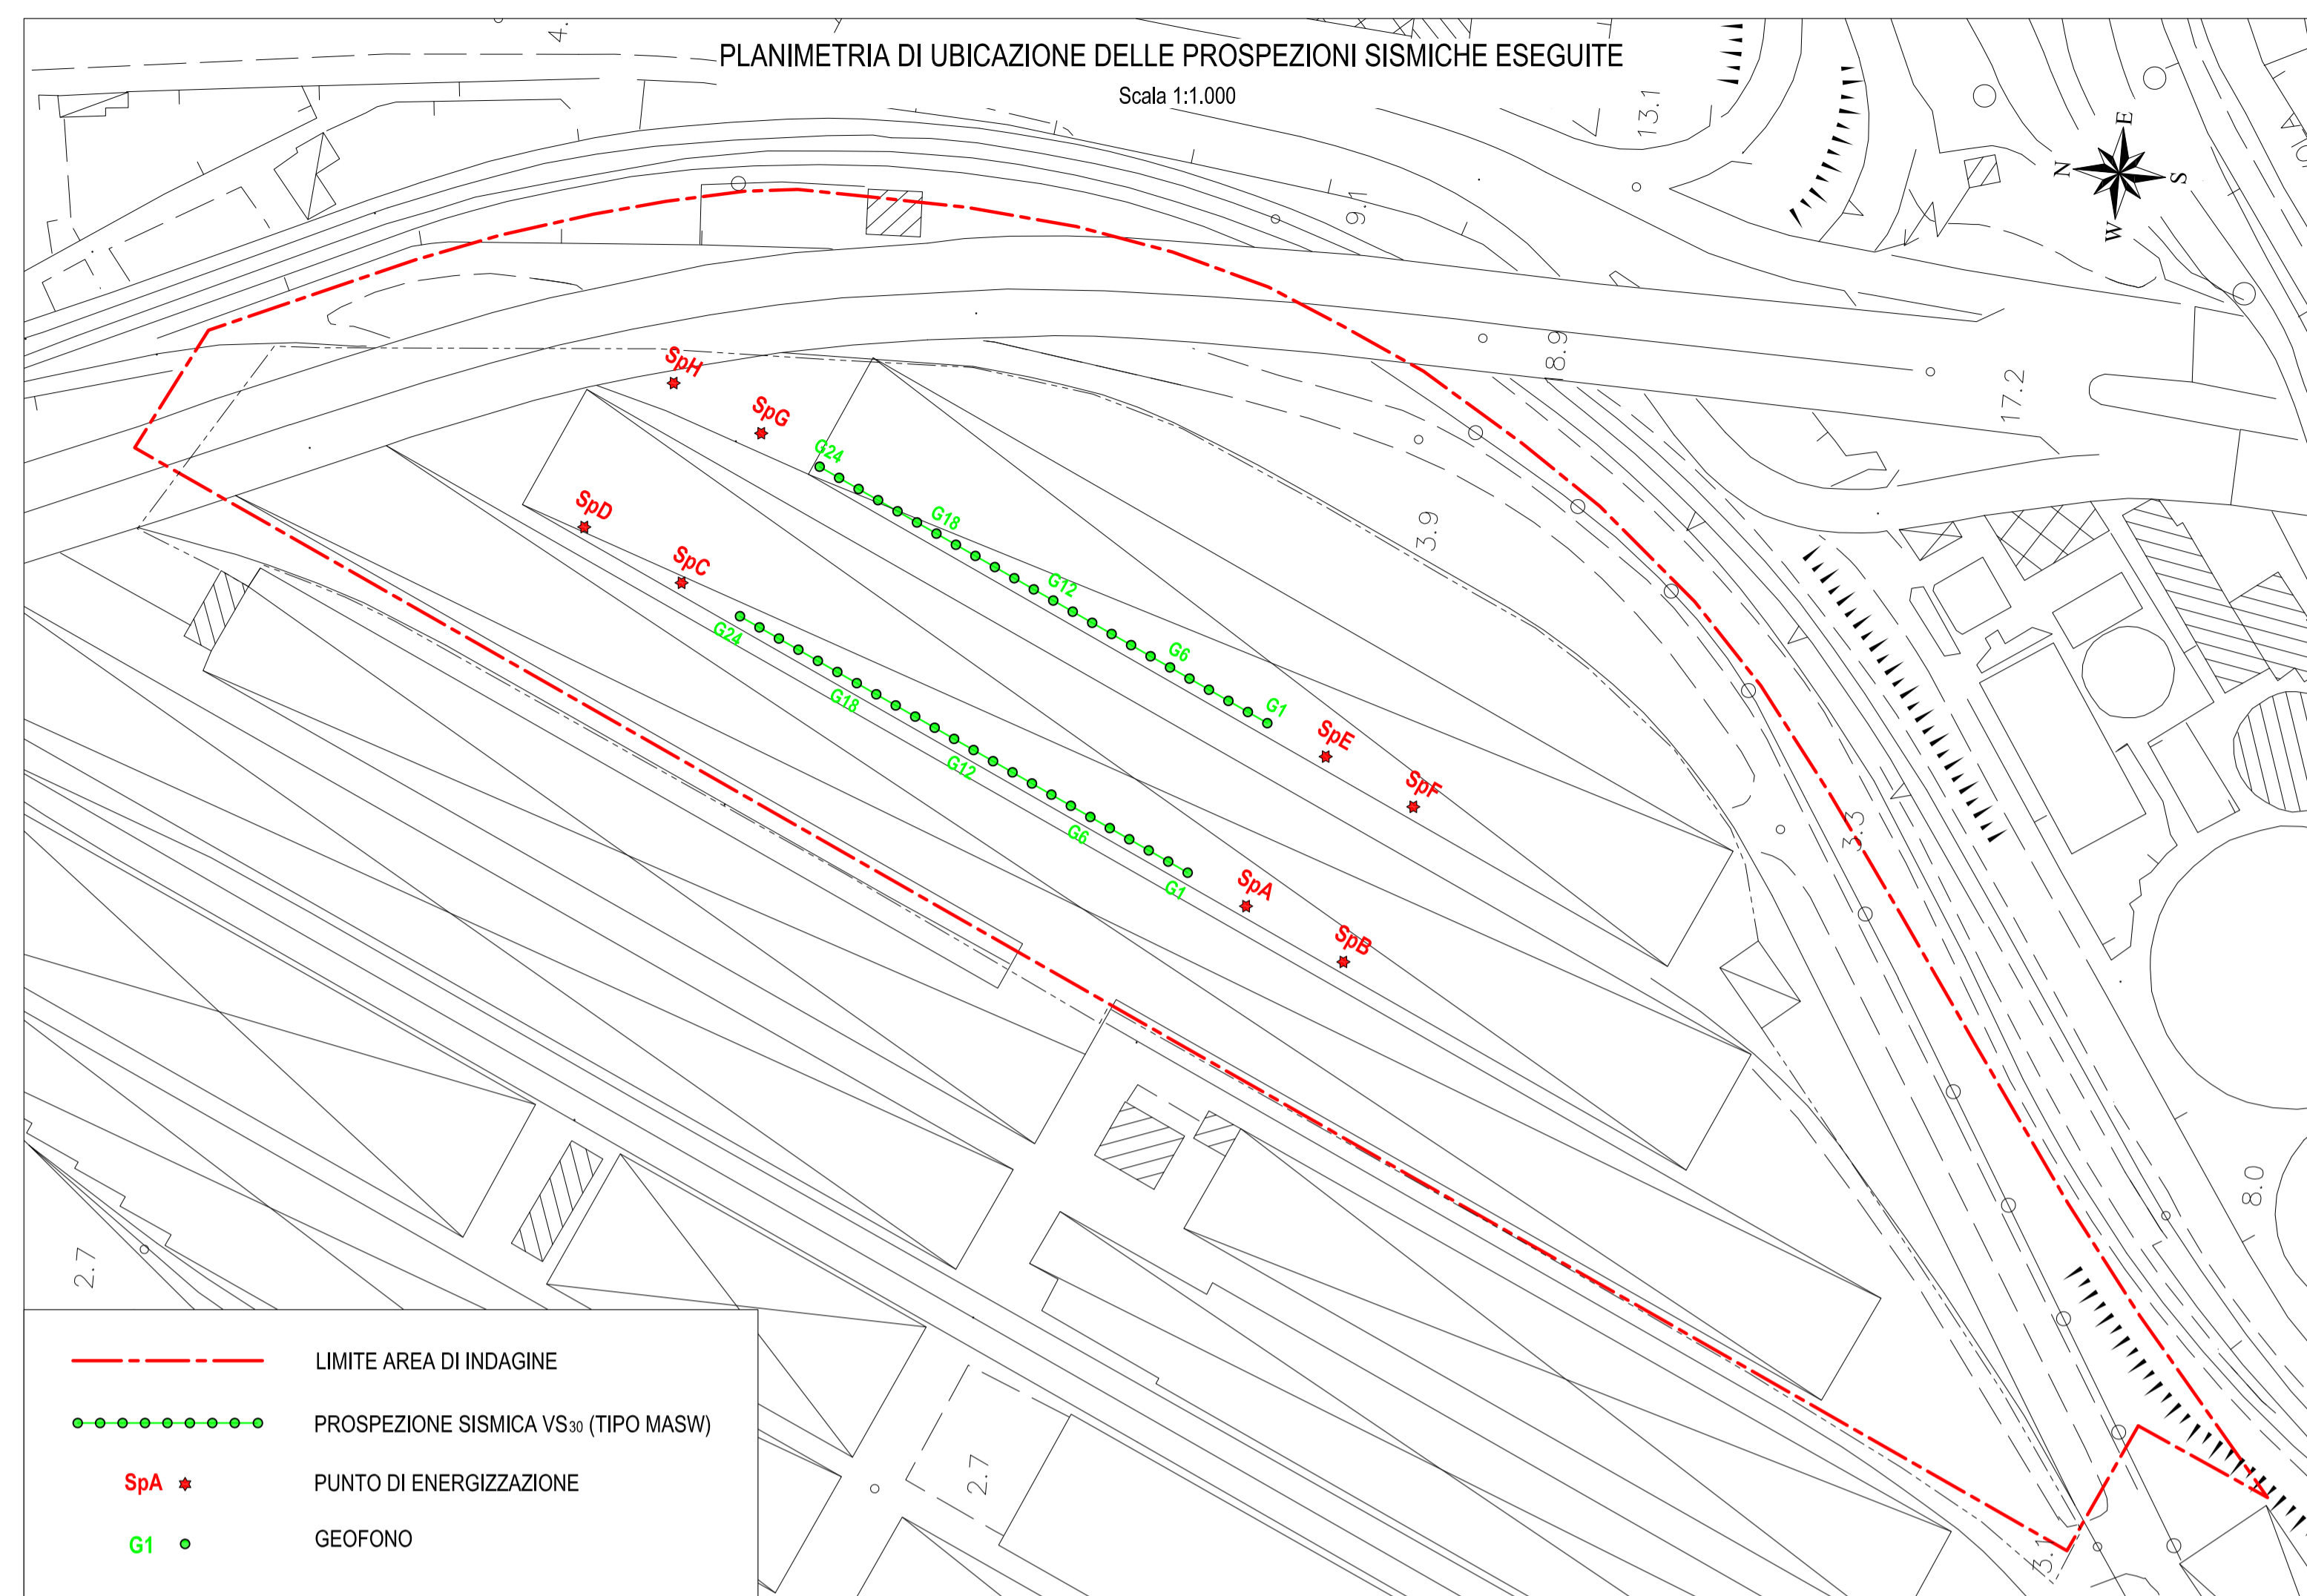 PLANIMETRIA DI UBICAZIONE DELLE PROSPEZIONI SISMICHE ESEGUITE
Scala 1:1.000
4.
13.1
9.1
E
N
S
W
8.9
17.2
SpH
SpG
G24
G18
G12
G6
G1
SpE
SpF
3.9
SpD
SpC
G24
G18
G12
G6
G1
SpA
SpB
3.3
8.0
2.7
2.7
3.1
LIMITE AREA DI INDAGINE
PROSPEZIONE SISMICA VS30 (TIPO MASW)
SpA PUNTO DI ENERGIZZAZIONE
G1 GEOFONO